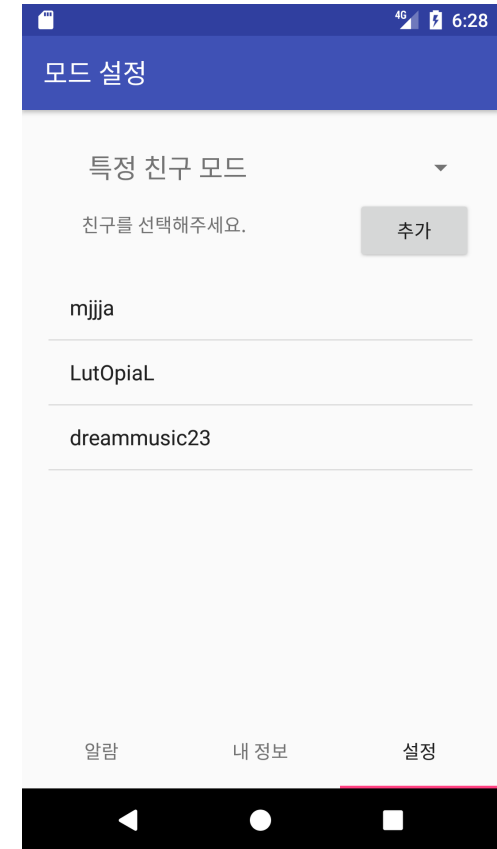 4G 6:28
모드 설정
특정 친구 모드
친구를 선택해주세요. 추가
mjjja
LutOpiaL
dreammusic23
알람 내 정보 설정